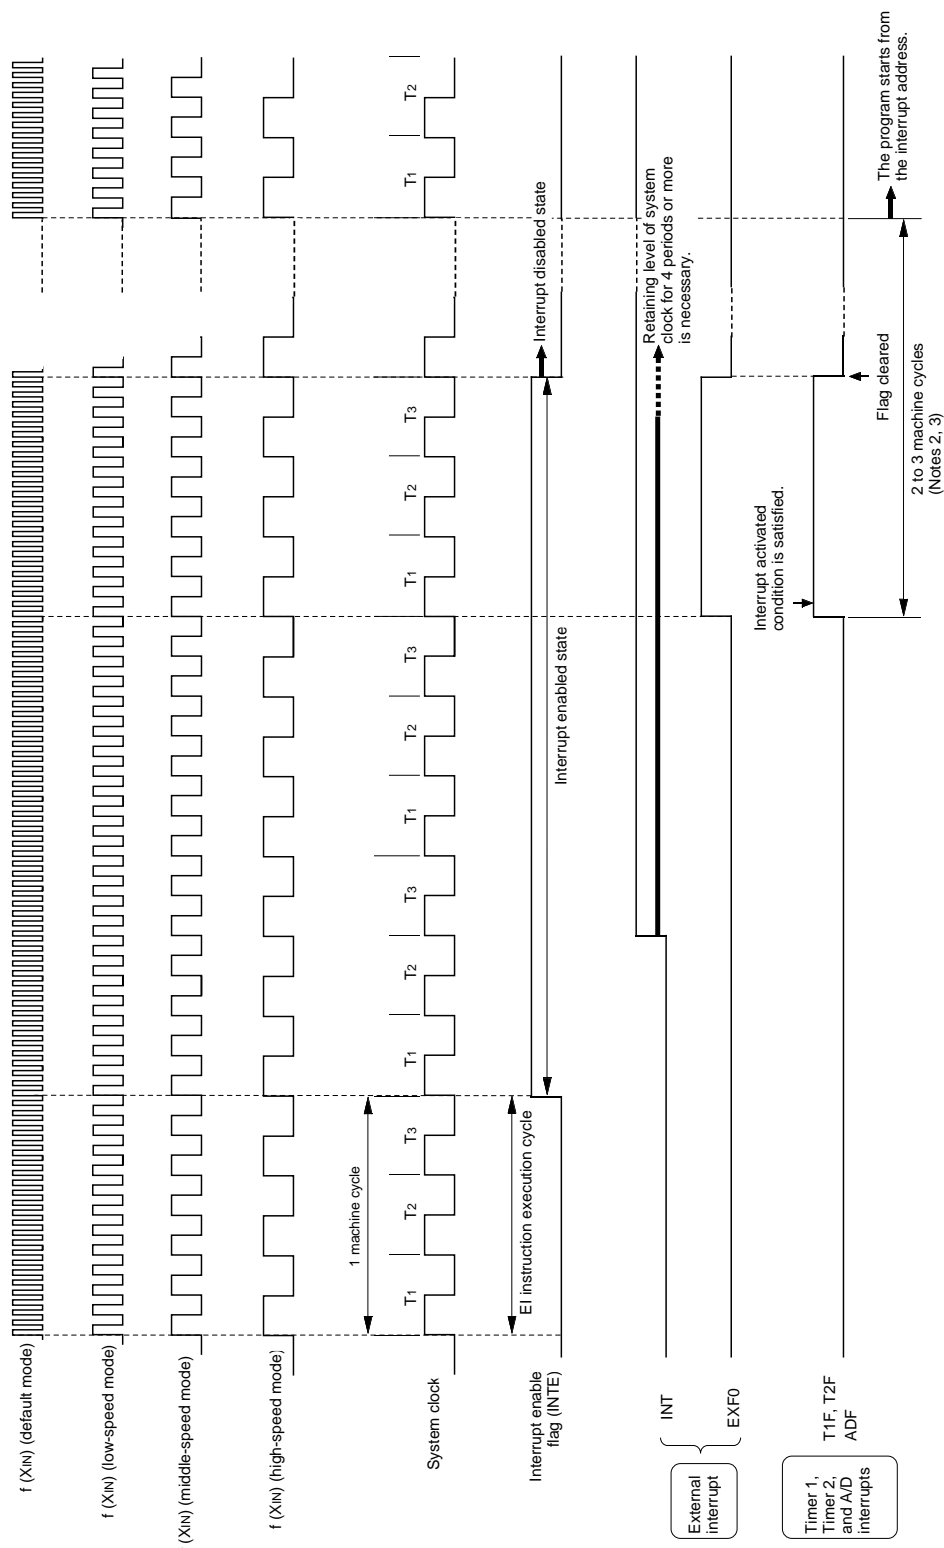 f (XIN) (default mode)
f (XIN) (low-speed mode)
(XIN) (middle-speed mode)
f (XIN) (high-speed mode)
1 machine cycle
T1
T2
T3
T1
T2
T3
T1
T2
T3
T1
T2
T3
T1
T2
System clock
EI instruction execution cycle
Interrupt enable
flag (INTE)
Interrupt enabled state
Interrupt disabled state
External
interrupt
INT
Retaining level of system
clock for 4 periods or more
is necessary.
EXF0
Timer 1,
Timer 2,
and A/D
interrupts
T1F, T2F
ADF
Interrupt activated
condition is satisfied.
Flag cleared
2 to 3 machine cycles
(Notes 2, 3)
The program starts from
the interrupt address.